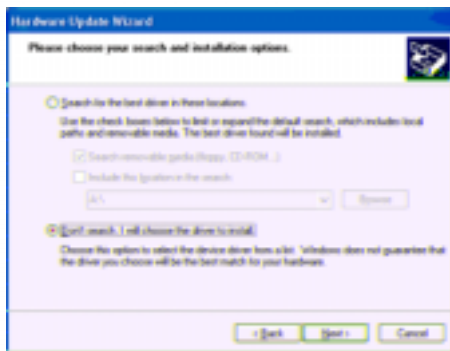 Hardware Update Wizard
Please choose your search and installation options.
Search for the best driver in these locations.
Use the check boxes below to limit or expand the default search, which includes local
paths and removable media. The best driver found will be installed.
Search removable media (floppy, CD-ROM...)
Include this location in the search:
A:\
Browse
Don't search. I will choose the driver to install.
Choose this option to select the device driver from a list. Windows does not guarantee that
the driver you choose will be the best match for your hardware.
< Back
Next >
Cancel